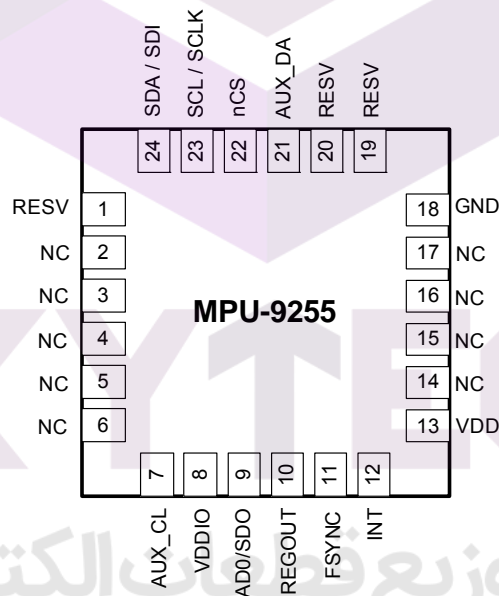 SDA / SDI
SCL / SCLK
nCS
AUX_DA
RESV
RESV
24 23 22 21 20 19
RESV 1 18 GND
NC 2 17 NC
NC 3 16 NC
MPU-9255
NC 4 15 NC
NC 5 14 NC
NC 6 13 VDD
7 8 9 10 11 12
AUX_CL
VDDIO
AD0/SDO
REGOUT
FSYNC
INT